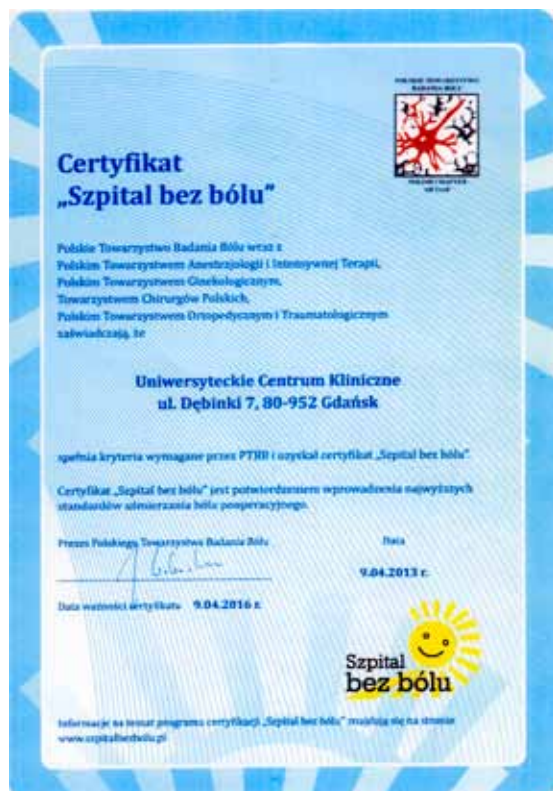 POLSKIE TOWARZYSTWO
BADANIA BÓLU
Certyfikat
„Szpital bez bólu”
Polskie Towarzystwo Badania Bólu wraz z
Polskim Towarzystwem Anestezjologii i Intensywnej Terapii,
Polskim Towarzystwem Ginekologicznym,
Towarzystwem Chirurgów Polskich,
Polskim Towarzystwem Ortopedycznym i Traumatologicznym
zaświadczają, że
Uniwersyteckie Centrum Kliniczne
ul. Dębinki 7, 80-952 Gdańsk
spełnia kryteria wymagane przez PTBB i uzyskał certyfikat „Szpital bez bólu”.
Certyfikat „Szpital bez bólu” jest potwierdzeniem wprowadzenia najwyższych
standardów uśmierzania bólu pooperacyjnego.
Prezes Polskiego Towarzystwa Badania Bólu
Data
9.04.2013 r.
Data ważności certyfikatu 9.04.2016 r.
Szpital
bez bólu
Informacje na temat programu certyfikacji „Szpital bez bólu” znajdują się na stronie
www.szpitalbezbolu.pl